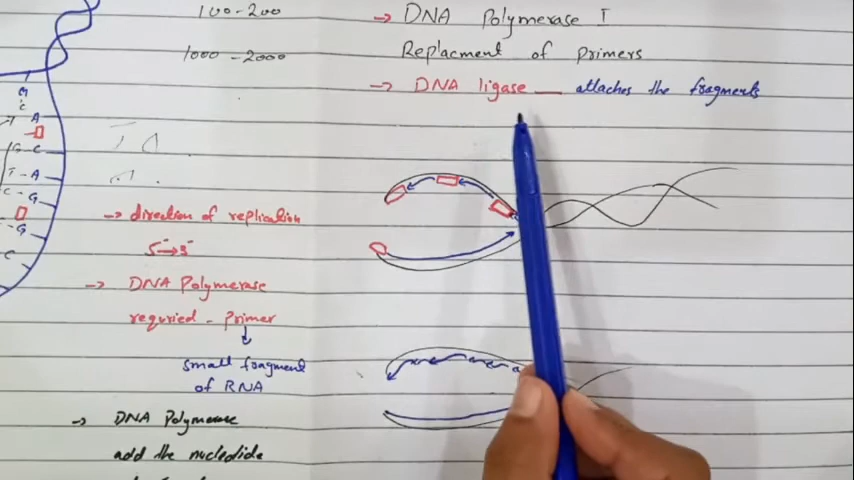 100-200
1000-2000
→ DNA Polymerase I
Replacment of primers
→ DNA ligase — attaches the fragments
M
C
T A
G C
T-A
C-G
-G
C
→ direction of replication
5→3
→ DNA Polymerase
requried - primer
small fragment
of RNA
→ DNA Polymerase
add the nucleotide